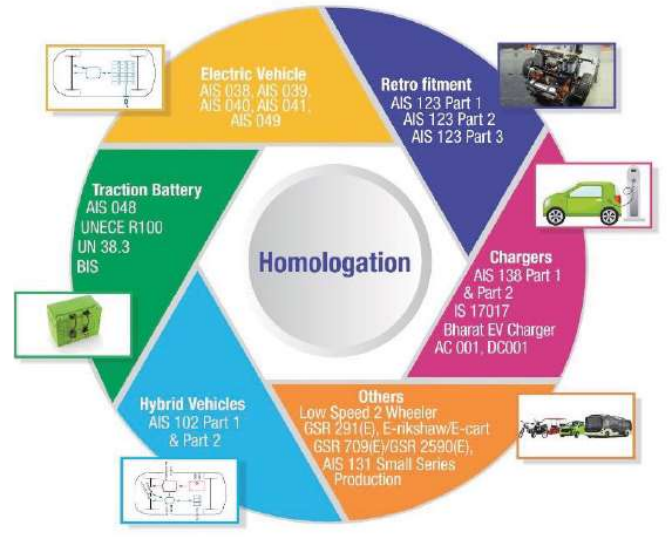 Electric Vehicle
AIS 038, AIS 039,
AIS 040, AIS 041,
AIS 049
Retro fitment
AIS 123 Part 1
AIS 123 Part 2
AIS 123 Part 3
Traction Battery
AIS 048
UNECE R100
UN 38.3
BIS
Homologation
Chargers
AIS 138 Part 1
& Part 2
IS 17017
Bharat EV Charger
AC 001, DC001
Hybrid Vehicles
AIS 102 Part 1
& Part 2
Others
Low Speed 2 Wheeler
GSR 291(E), E-rikshaw/E-cart
GSR 709(E)/GSR 2590(E),
AIS 131 Small Series
Production